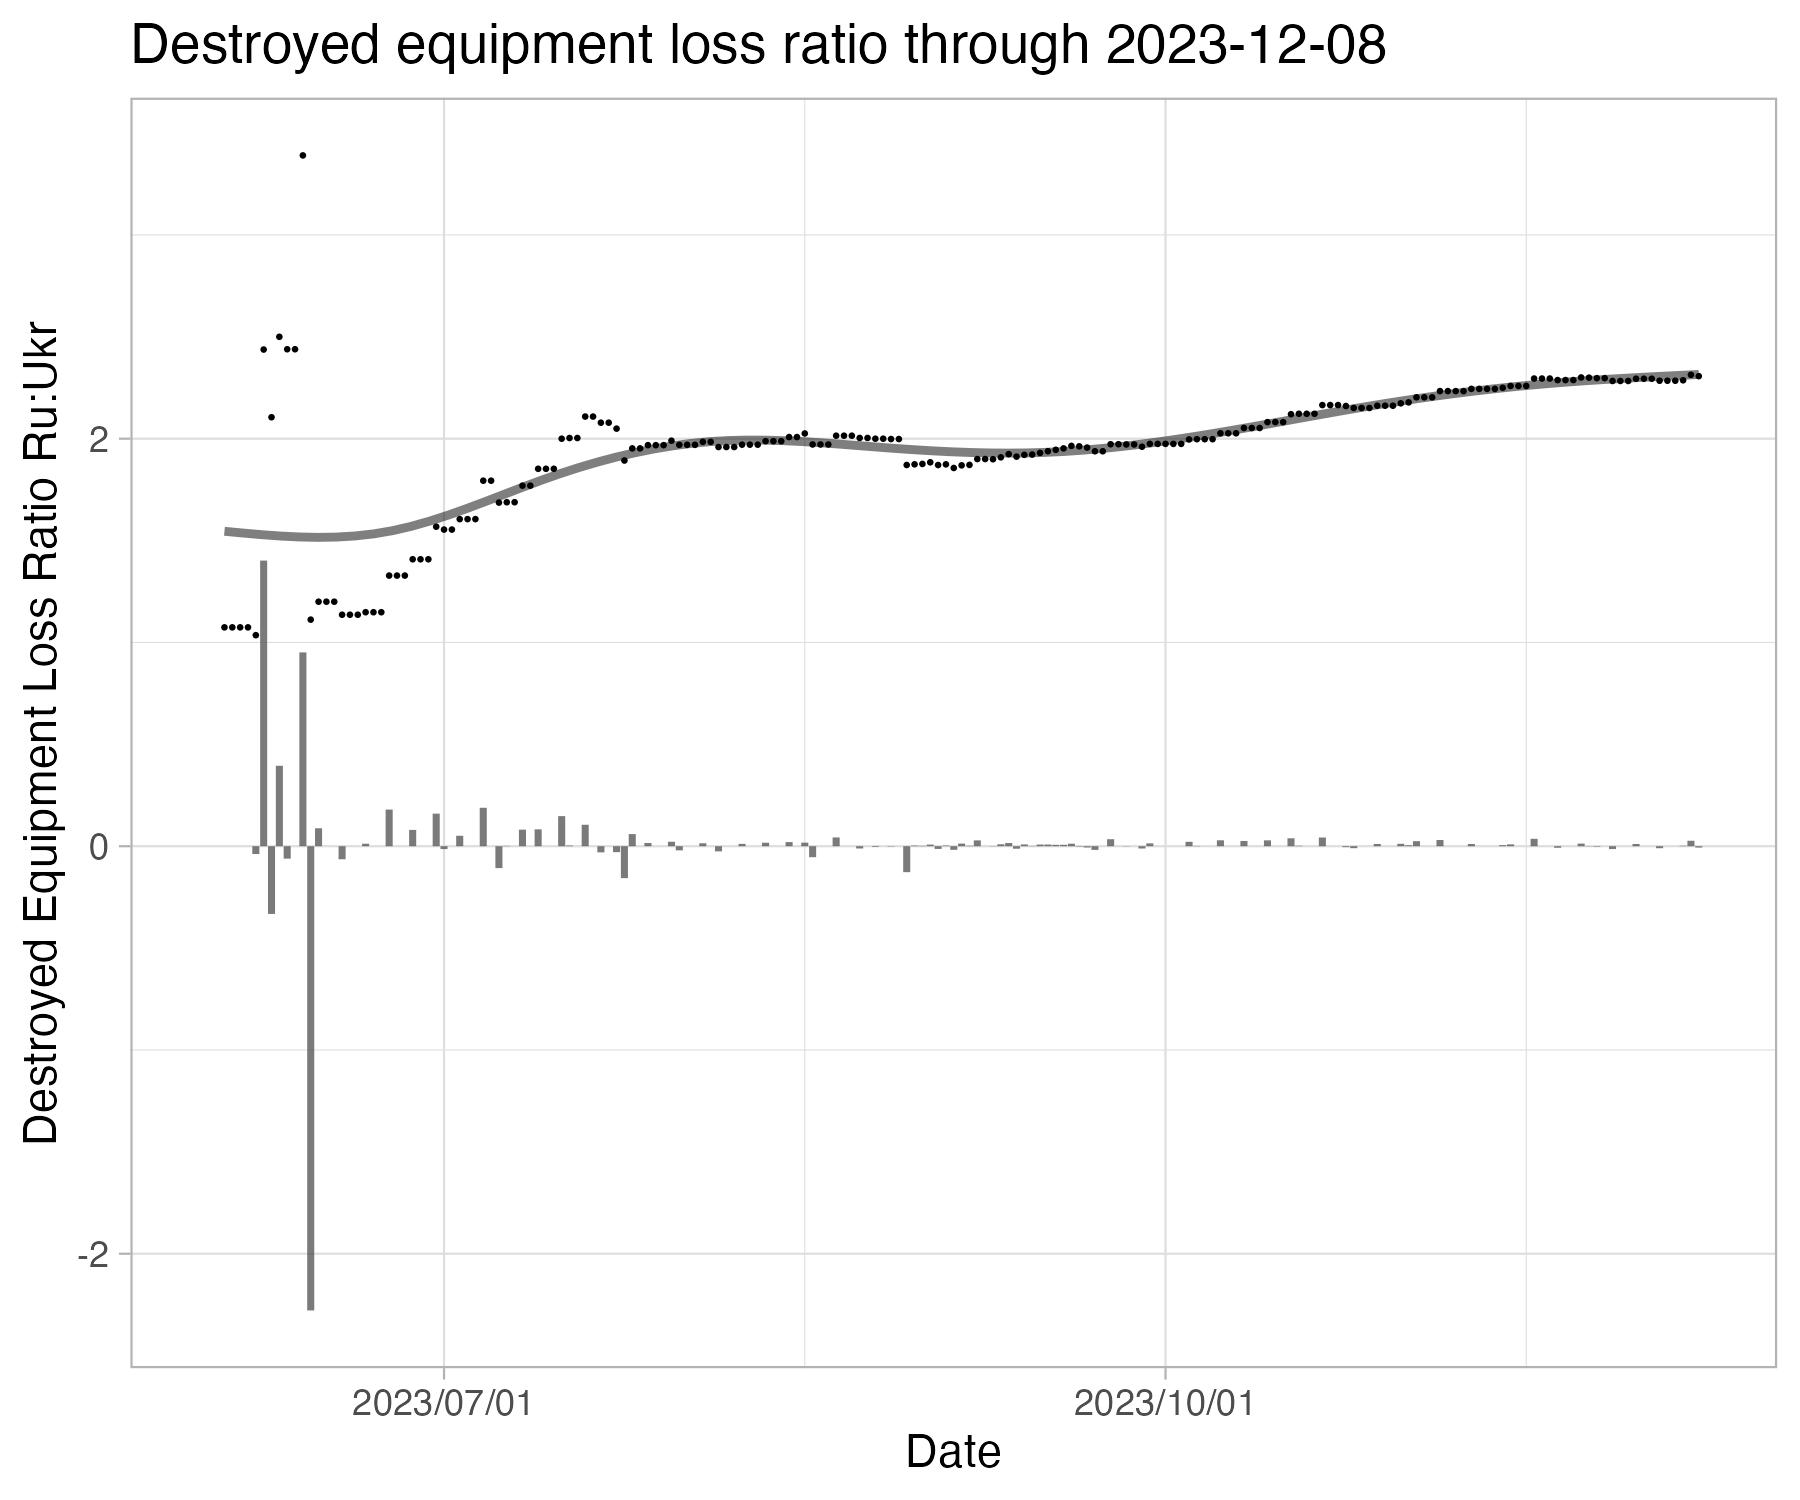 Destroyed equipment loss ratio through 2023-12-08
Destroyed Equipment Loss Ratio Ru:Ukr
2
0
-2
2023/07/01
2023/10/01
Date